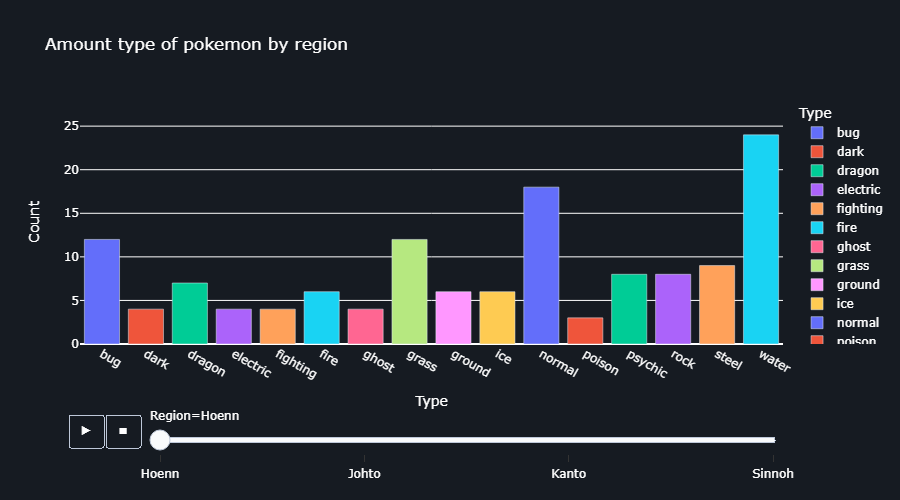 Amount type of pokemon by region
Type
bug
dark
dragon
electric
fighting
fire
ghost
grass
ground
ice
normal
poison
Count
25
20
15
10
5
0
bug
dark
dragon
electric
fighting
fire
ghost
grass
ground
ice
normal
poison
psychic
rock
steel
water
Type
Region=Hoenn
Hoenn
Johto
Kanto
Sinnoh